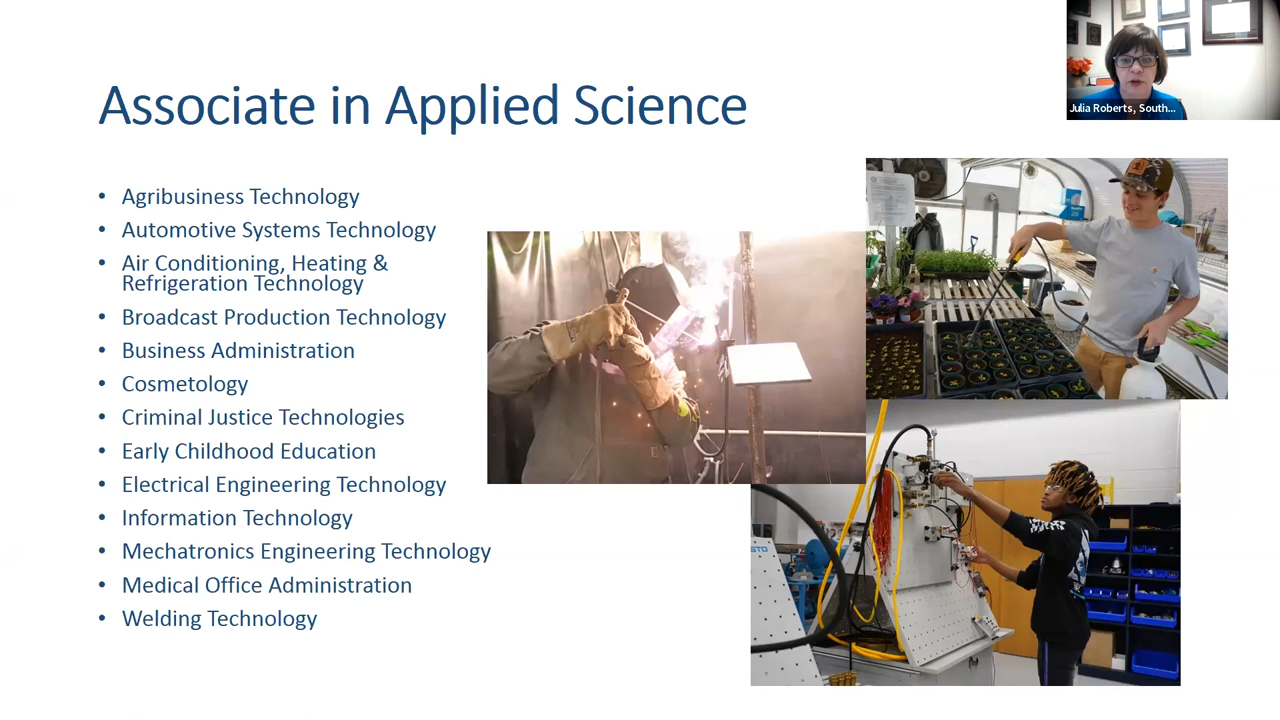 Associate in Applied Science
Julia Roberts, South...
• Agribusiness Technology
• Automotive Systems Technology
• Air Conditioning, Heating &
Refrigeration Technology
• Broadcast Production Technology
• Business Administration
• Cosmetology
• Criminal Justice Technologies
• Early Childhood Education
• Electrical Engineering Technology
• Information Technology
• Mechatronics Engineering Technology
• Medical Office Administration
• Welding Technology